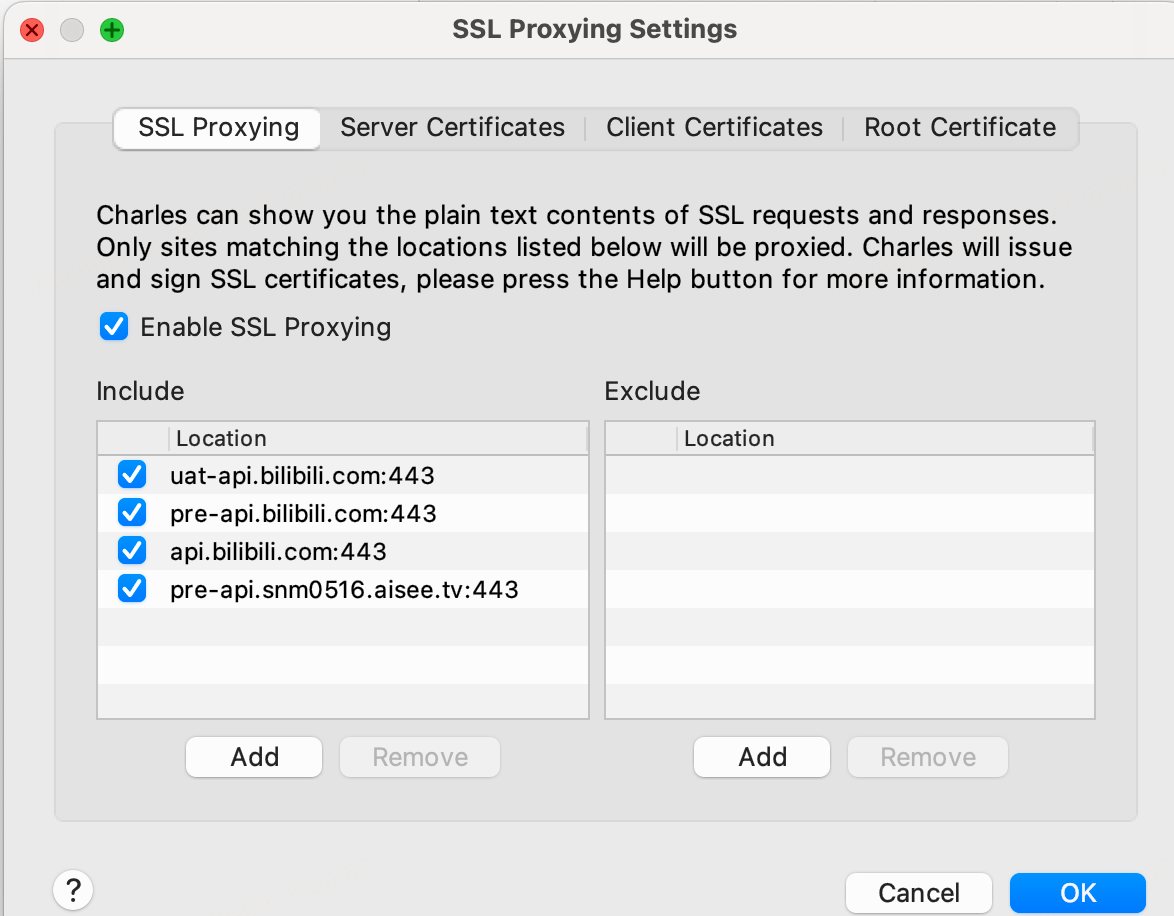 SSL Proxying Settings
SSL Proxying
Server Certificates
Client Certificates
Root Certificate
Charles can show you the plain text contents of SSL requests and responses.
Only sites matching the locations listed below will be proxied. Charles will issue
and sign SSL certificates, please press the Help button for more information.
Enable SSL Proxying
Include
Location
uat-api.bilibili.com:443
pre-api.bilibili.com:443
api.bilibili.com:443
pre-api.snm0516.aisee.tv:443
Add
Remove
Exclude
Location
Add
Remove
?
Cancel
OK